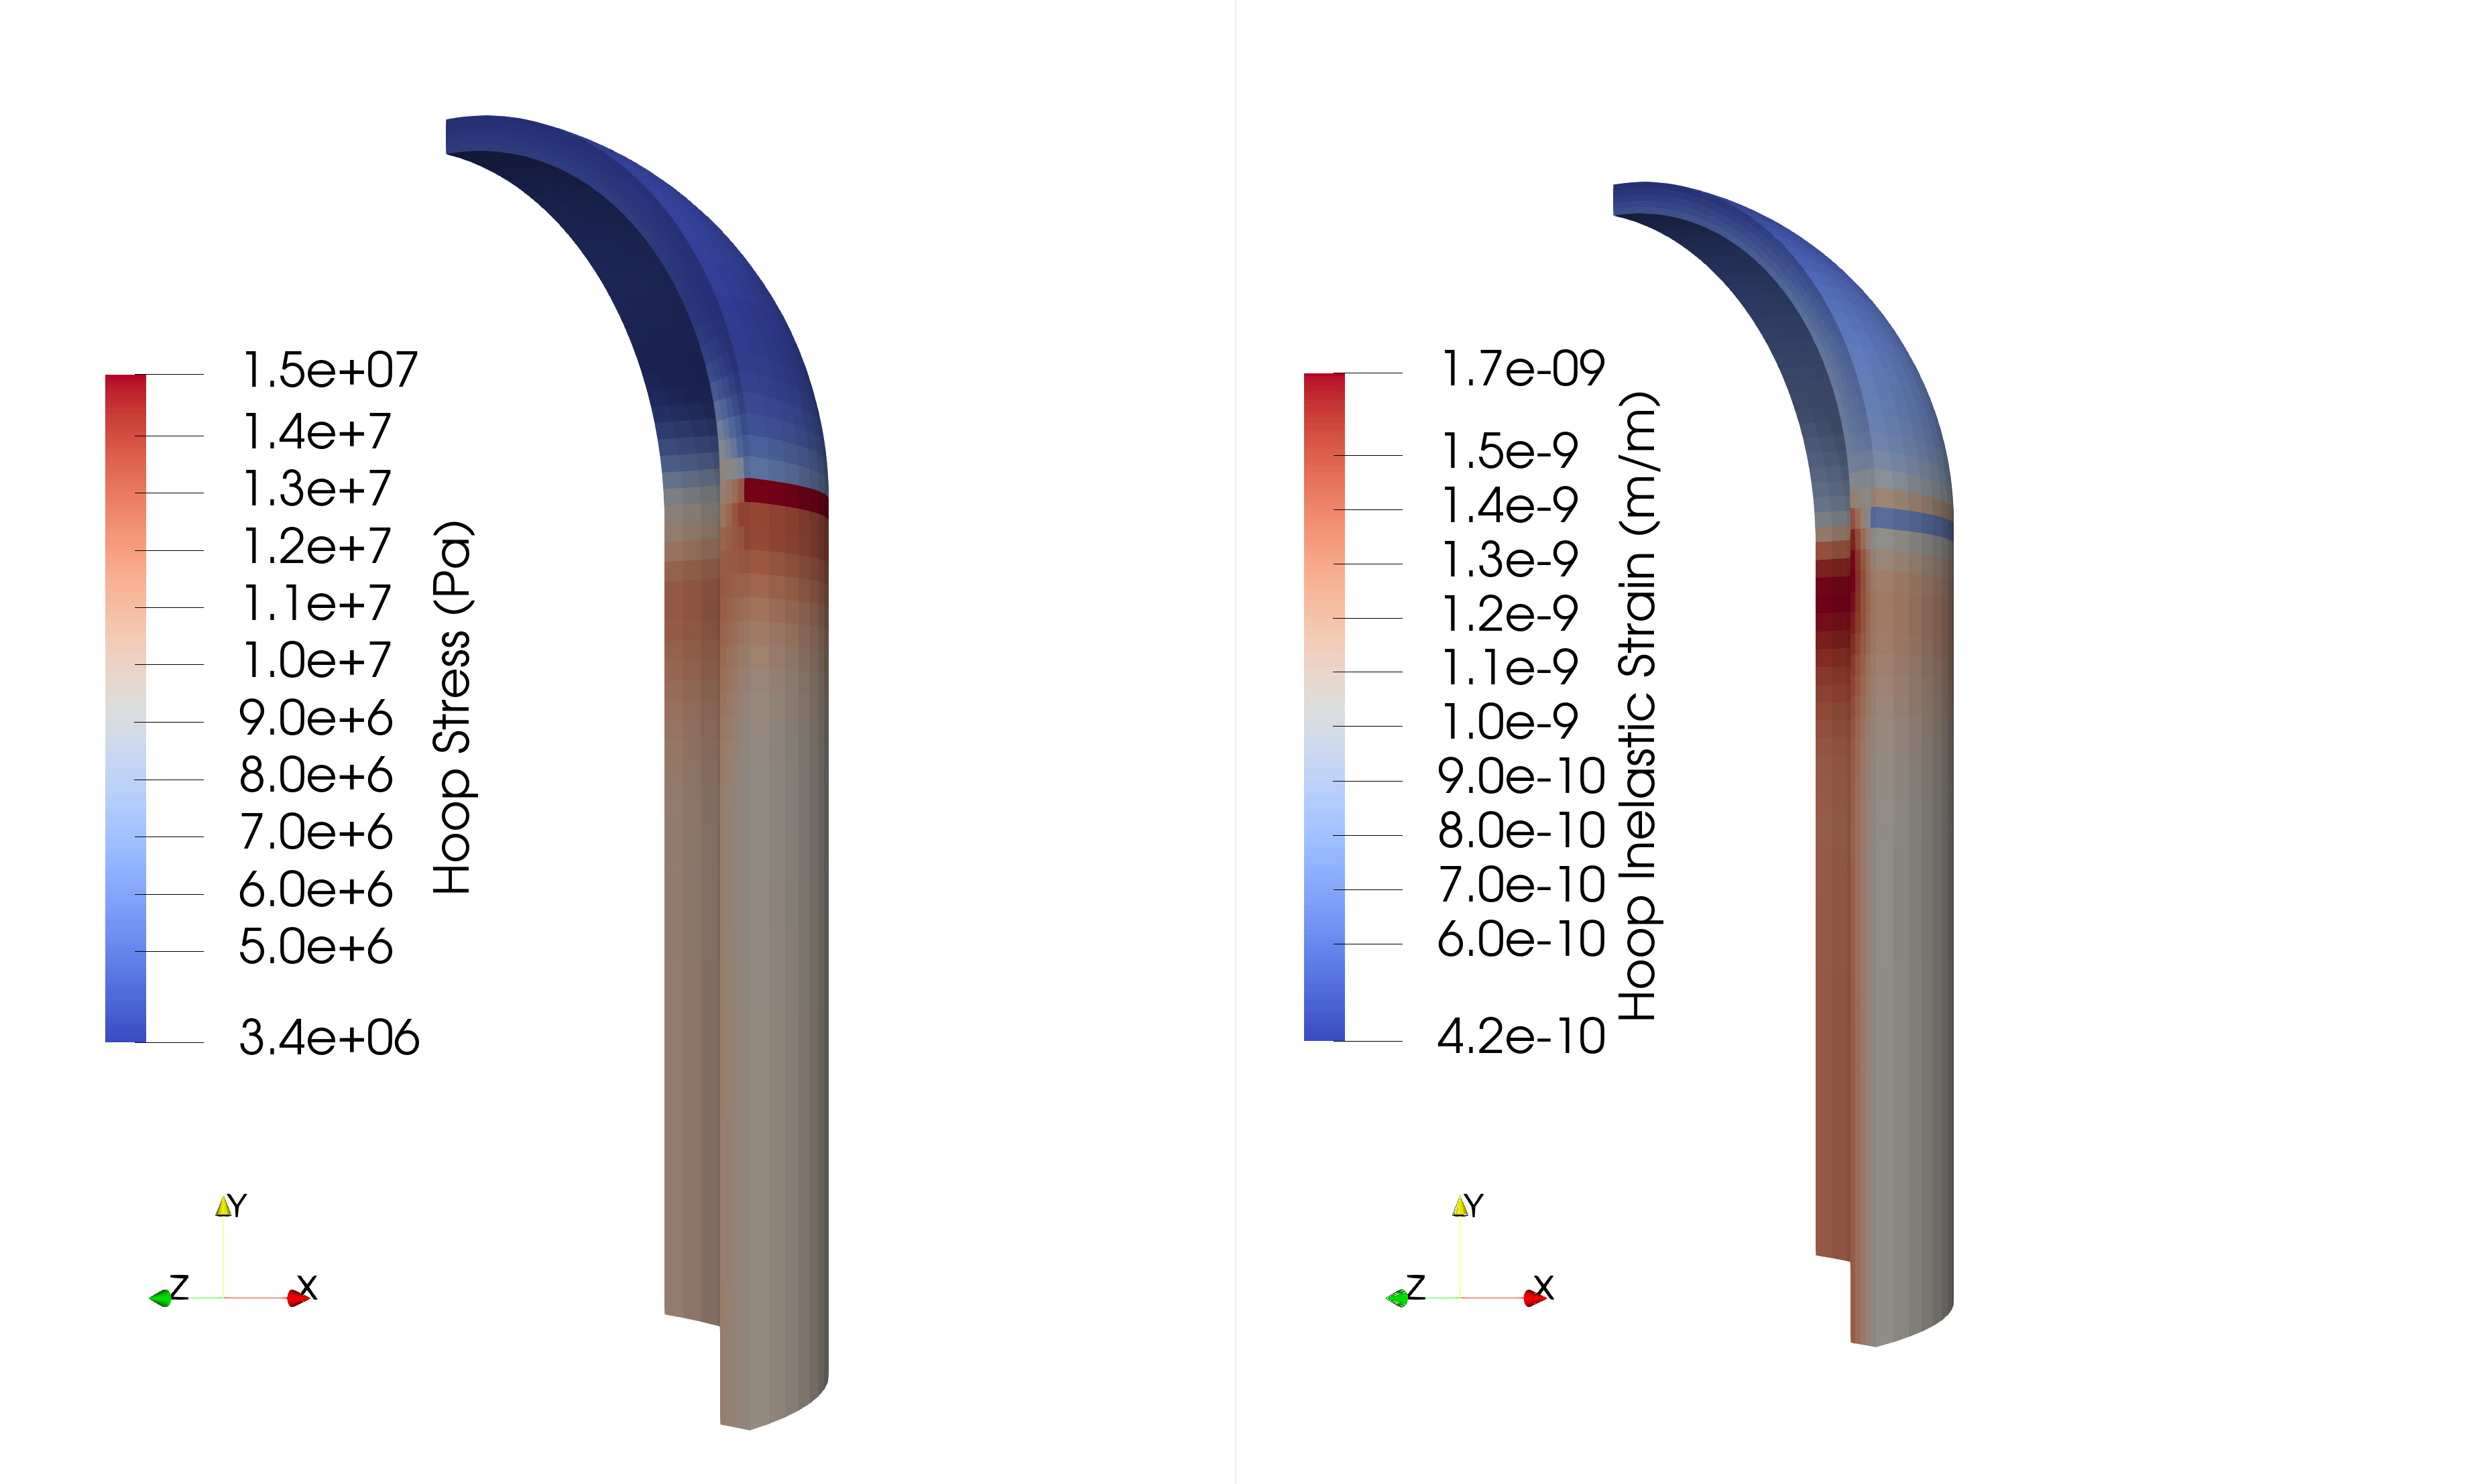 1.5e+07
1.4e+7
1.3e+7
1.2e+7
1.1e+7
1.0e+7
9.0e+6
8.0e+6
7.0e+6
6.0e+6
5.0e+6
3.4e+06
Hoop Stress (Pa)
Y
Z
X
1.7e-09
1.5e-9
1.4e-9
1.3e-9
1.2e-9
1.1e-9
1.0e-9
9.0e-10
8.0e-10
7.0e-10
6.0e-10
4.2e-10
Hoop Inelastic Strain (m/m)
Y
Z
X